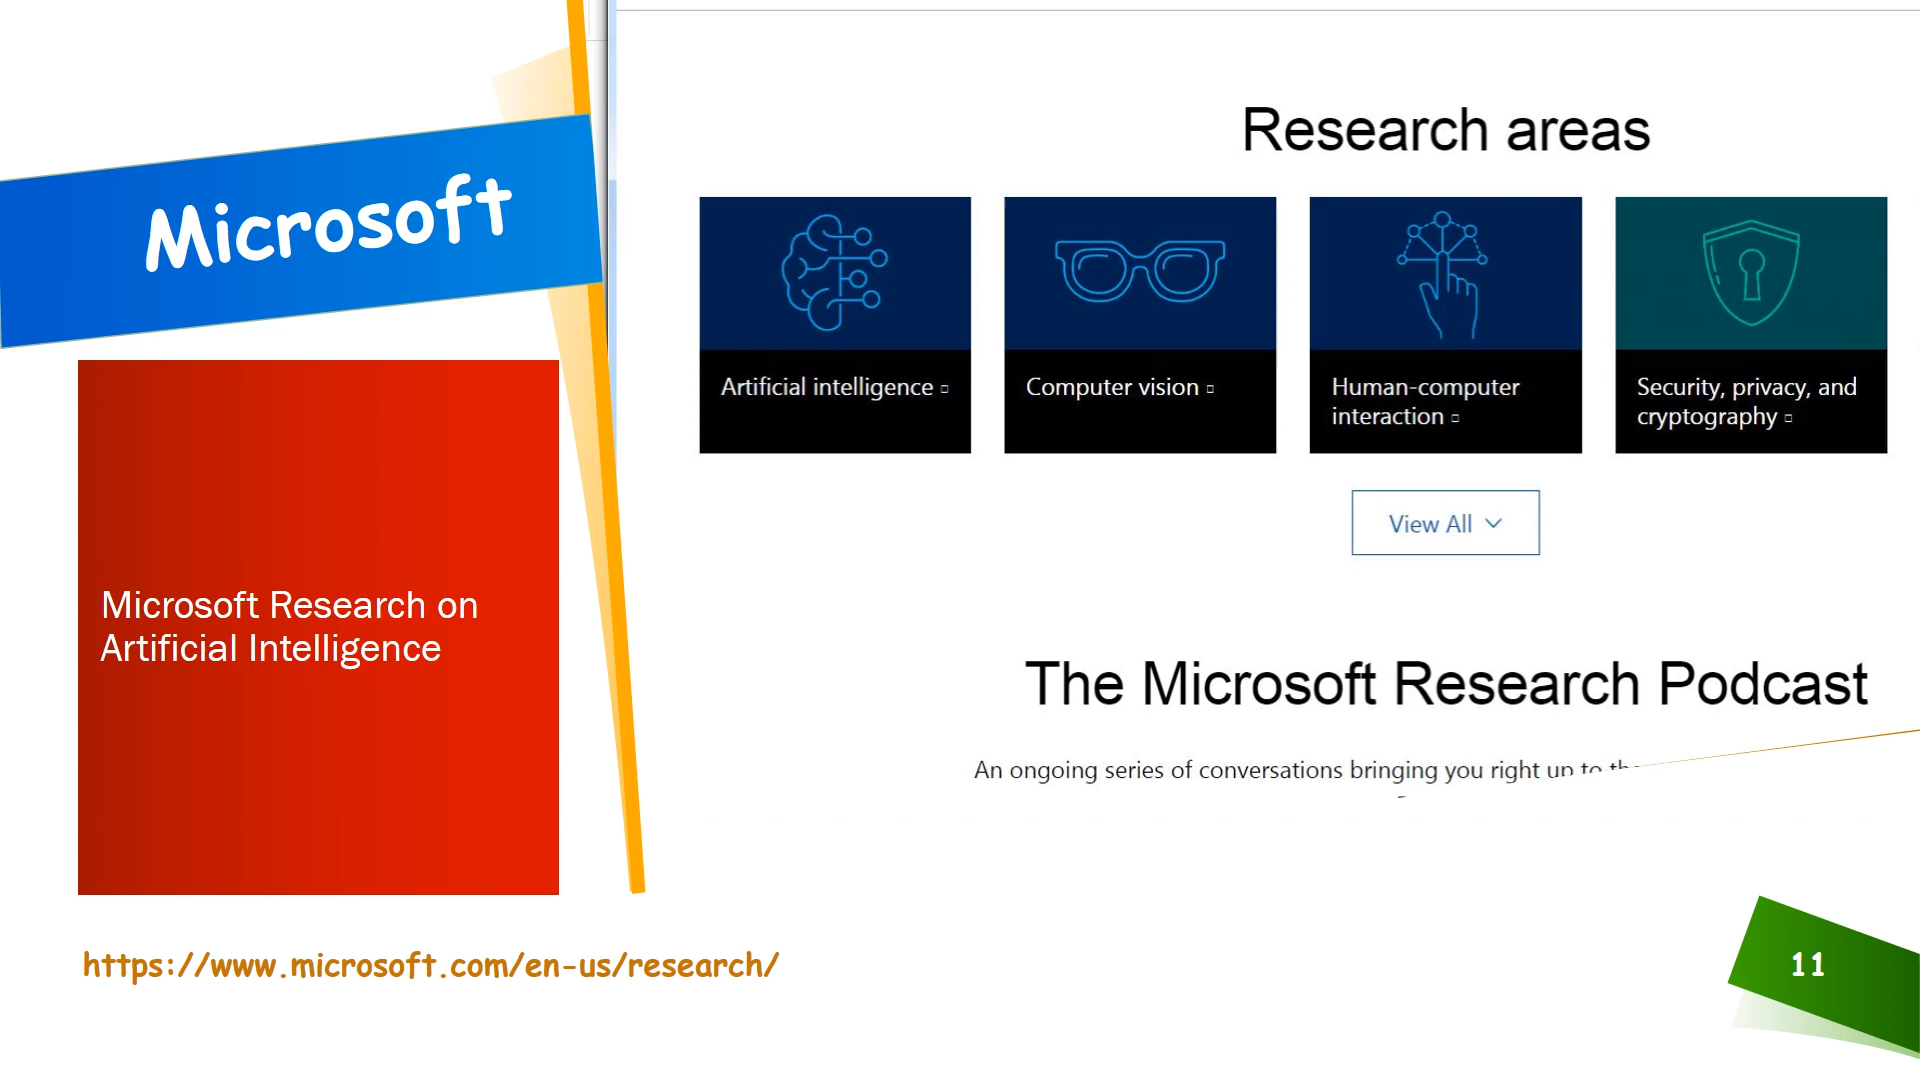 Microsoft
Microsoft Research on
Artificial Intelligence
Research areas
Artificial intelligence
Computer vision
Human-computer
interaction
Security, privacy, and
cryptography
View All
The Microsoft Research Podcast
An ongoing series of conversations bringing you right up to
https://www.microsoft.com/en-us/research/
11